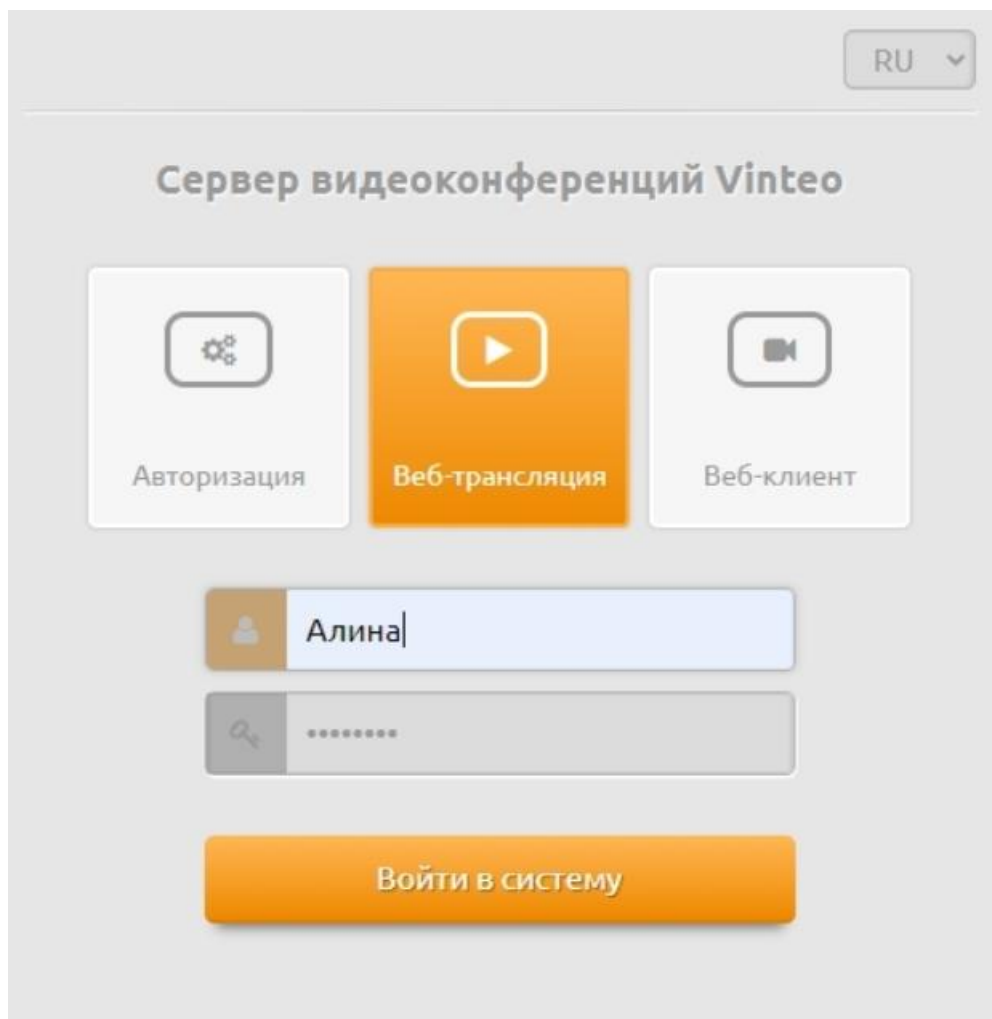 RU
Сервер видеоконференций Vinteo
Авторизация
Веб-трансляция
Веб-клиент
Алина
••••••••
Войти в систему